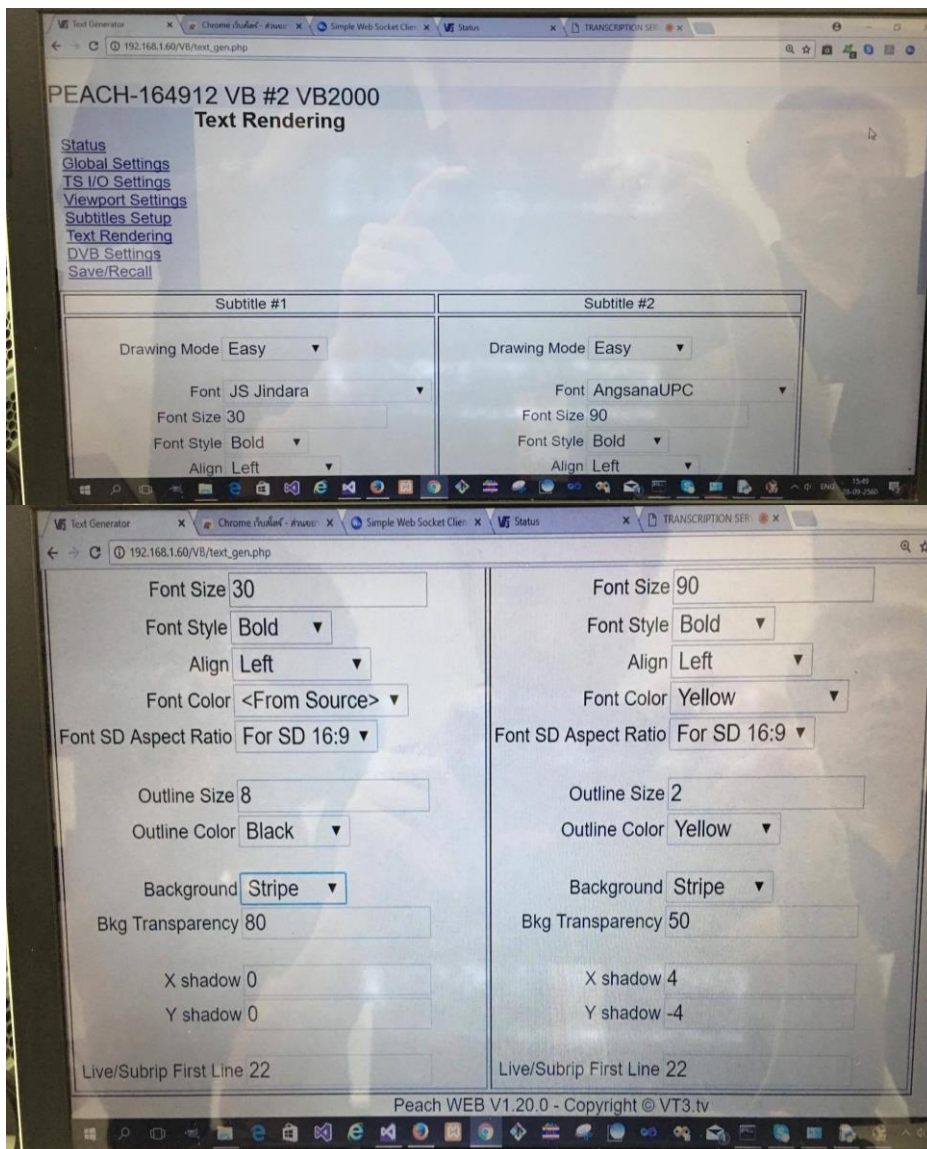 Text Generator
Simple Web Socket Clien
Status
TRANSCRIPTION SER
192.168.1.60/VB/text_gen.php
PEACH-164912 VB #2 VB2000
Text Rendering
Status
Global Settings
TS I/O Settings
Viewport Settings
Subtitles Setup
Text Rendering
DVB Settings
Save/Recall
Subtitle #1 Subtitle #2
Drawing Mode Easy Drawing Mode Easy
Font JS Jindara Font AngsanaUPC
Font Size 30 Font Size 90
Font Style Bold Font Style Bold
Align Left Align Left
ENG 15:49
Text Generator
Simple Web Socket Clien
Status
TRANSCRIPTION SER
192.168.1.60/VB/text_gen.php
Font Size 30 Font Size 90
Font Style Bold Font Style Bold
Align Left Align Left
Font Color <From Source> Font Color Yellow
Font SD Aspect Ratio For SD 16:9 Font SD Aspect Ratio For SD 16:9
Outline Size 8 Outline Size 2
Outline Color Black Outline Color Yellow
Background Stripe Background Stripe
Bkg Transparency 80 Bkg Transparency 50
X shadow 0 X shadow 4
Y shadow 0 Y shadow -4
Live/Subrip First Line 22 Live/Subrip First Line 22
Peach WEB V1.20.0 - Copyright © VT3.tv